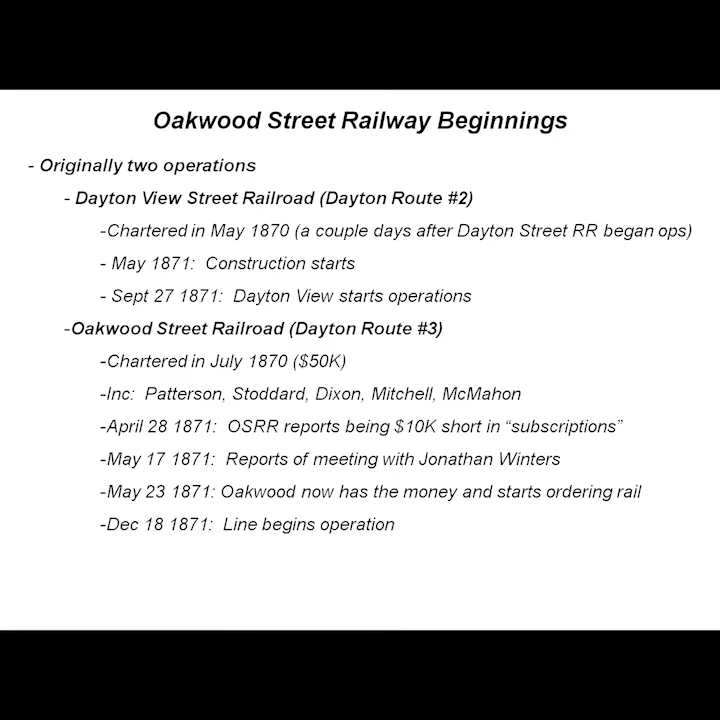 Oakwood Street Railway Beginnings
- Originally two operations
- Dayton View Street Railroad (Dayton Route #2)
-Chartered in May 1870 (a couple days after Dayton Street RR began ops)
- May 1871:  Construction starts
- Sept 27 1871:  Dayton View starts operations
-Oakwood Street Railroad (Dayton Route #3)
-Chartered in July 1870 ($50K)
-Inc:  Patterson, Stoddard, Dixon, Mitchell, McMahon
-April 28 1871:  OSRR reports being $10K short in “subscriptions”
-May 17 1871:  Reports of meeting with Jonathan Winters
-May 23 1871: Oakwood now has the money and starts ordering rail
-Dec 18 1871:  Line begins operation